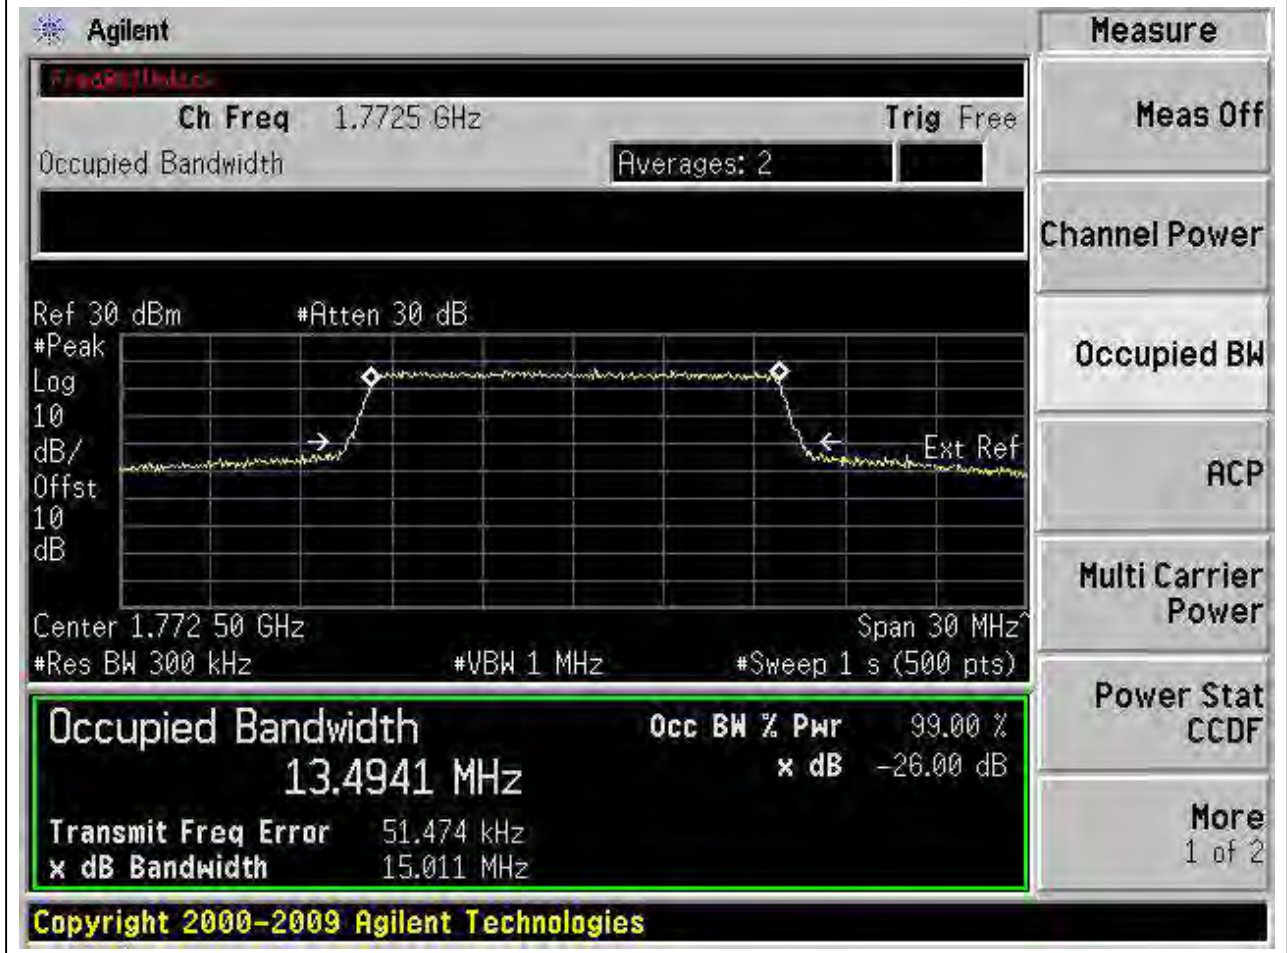 Agilent
Measure
Ch Freq 1.7725 GHz Trig Free
Meas Off
Occupied Bandwidth Averages: 2
Channel Power
Ref 30 dBm #Atten 30 dB
#Peak
Log
10
dB/
Offst
10
dB
Occupied BW
Ext Ref
ACP
Center 1.772 50 GHz Span 30 MHz^
#Res BW 300 kHz #VBW 1 MHz #Sweep 1 s (500 pts)
Multi Carrier
Power
Occupied Bandwidth Occ BW % Pwr 99.00 %
13.4941 MHz x dB -26.00 dB
Transmit Freq Error 51.474 kHz
x dB Bandwidth 15.011 MHz
Power Stat
CCDF
More
1 of 2
Copyright 2000-2009 Agilent Technologies